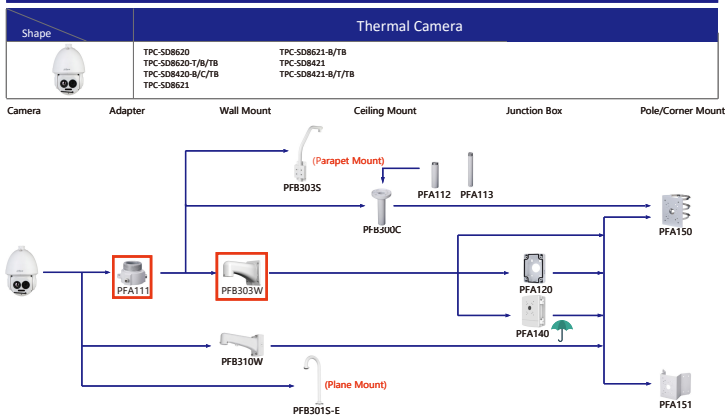 Shape
Thermal Camera
TPC-SD8620
TPC-SD8620-T/B/TB
TPC-SD8420-B/C/TB
TPC-SD8621
TPC-SD8621-B/TB
TPC-SD8421
TPC-SD8421-B/T/TB
Camera Adapter Wall Mount Ceiling Mount Junction Box Pole/Corner Mount
(Parapet Mount)
PFB303S
PFA112 PFA113
PFB300C
PFA150
PFA111
PFB303W
PFA120
PFA140
PFB310W
(Plane Mount)
PFB301S-E
PFA151